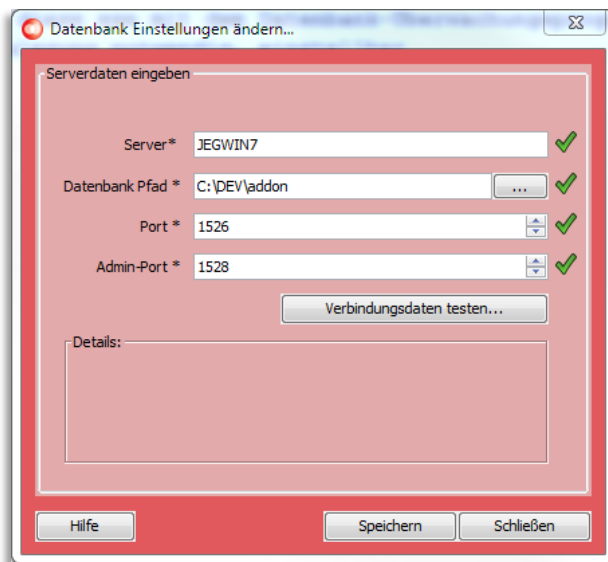 Datenbank Einstellungen ändern...
Serverdaten eingeben
Server*
JEGWIN7
Datenbank Pfad *
C:\DEV\addon
...
Port *
1526
Admin-Port *
1528
Verbindungsdaten testen...
Details:
Hilfe
Speichern
Schließen